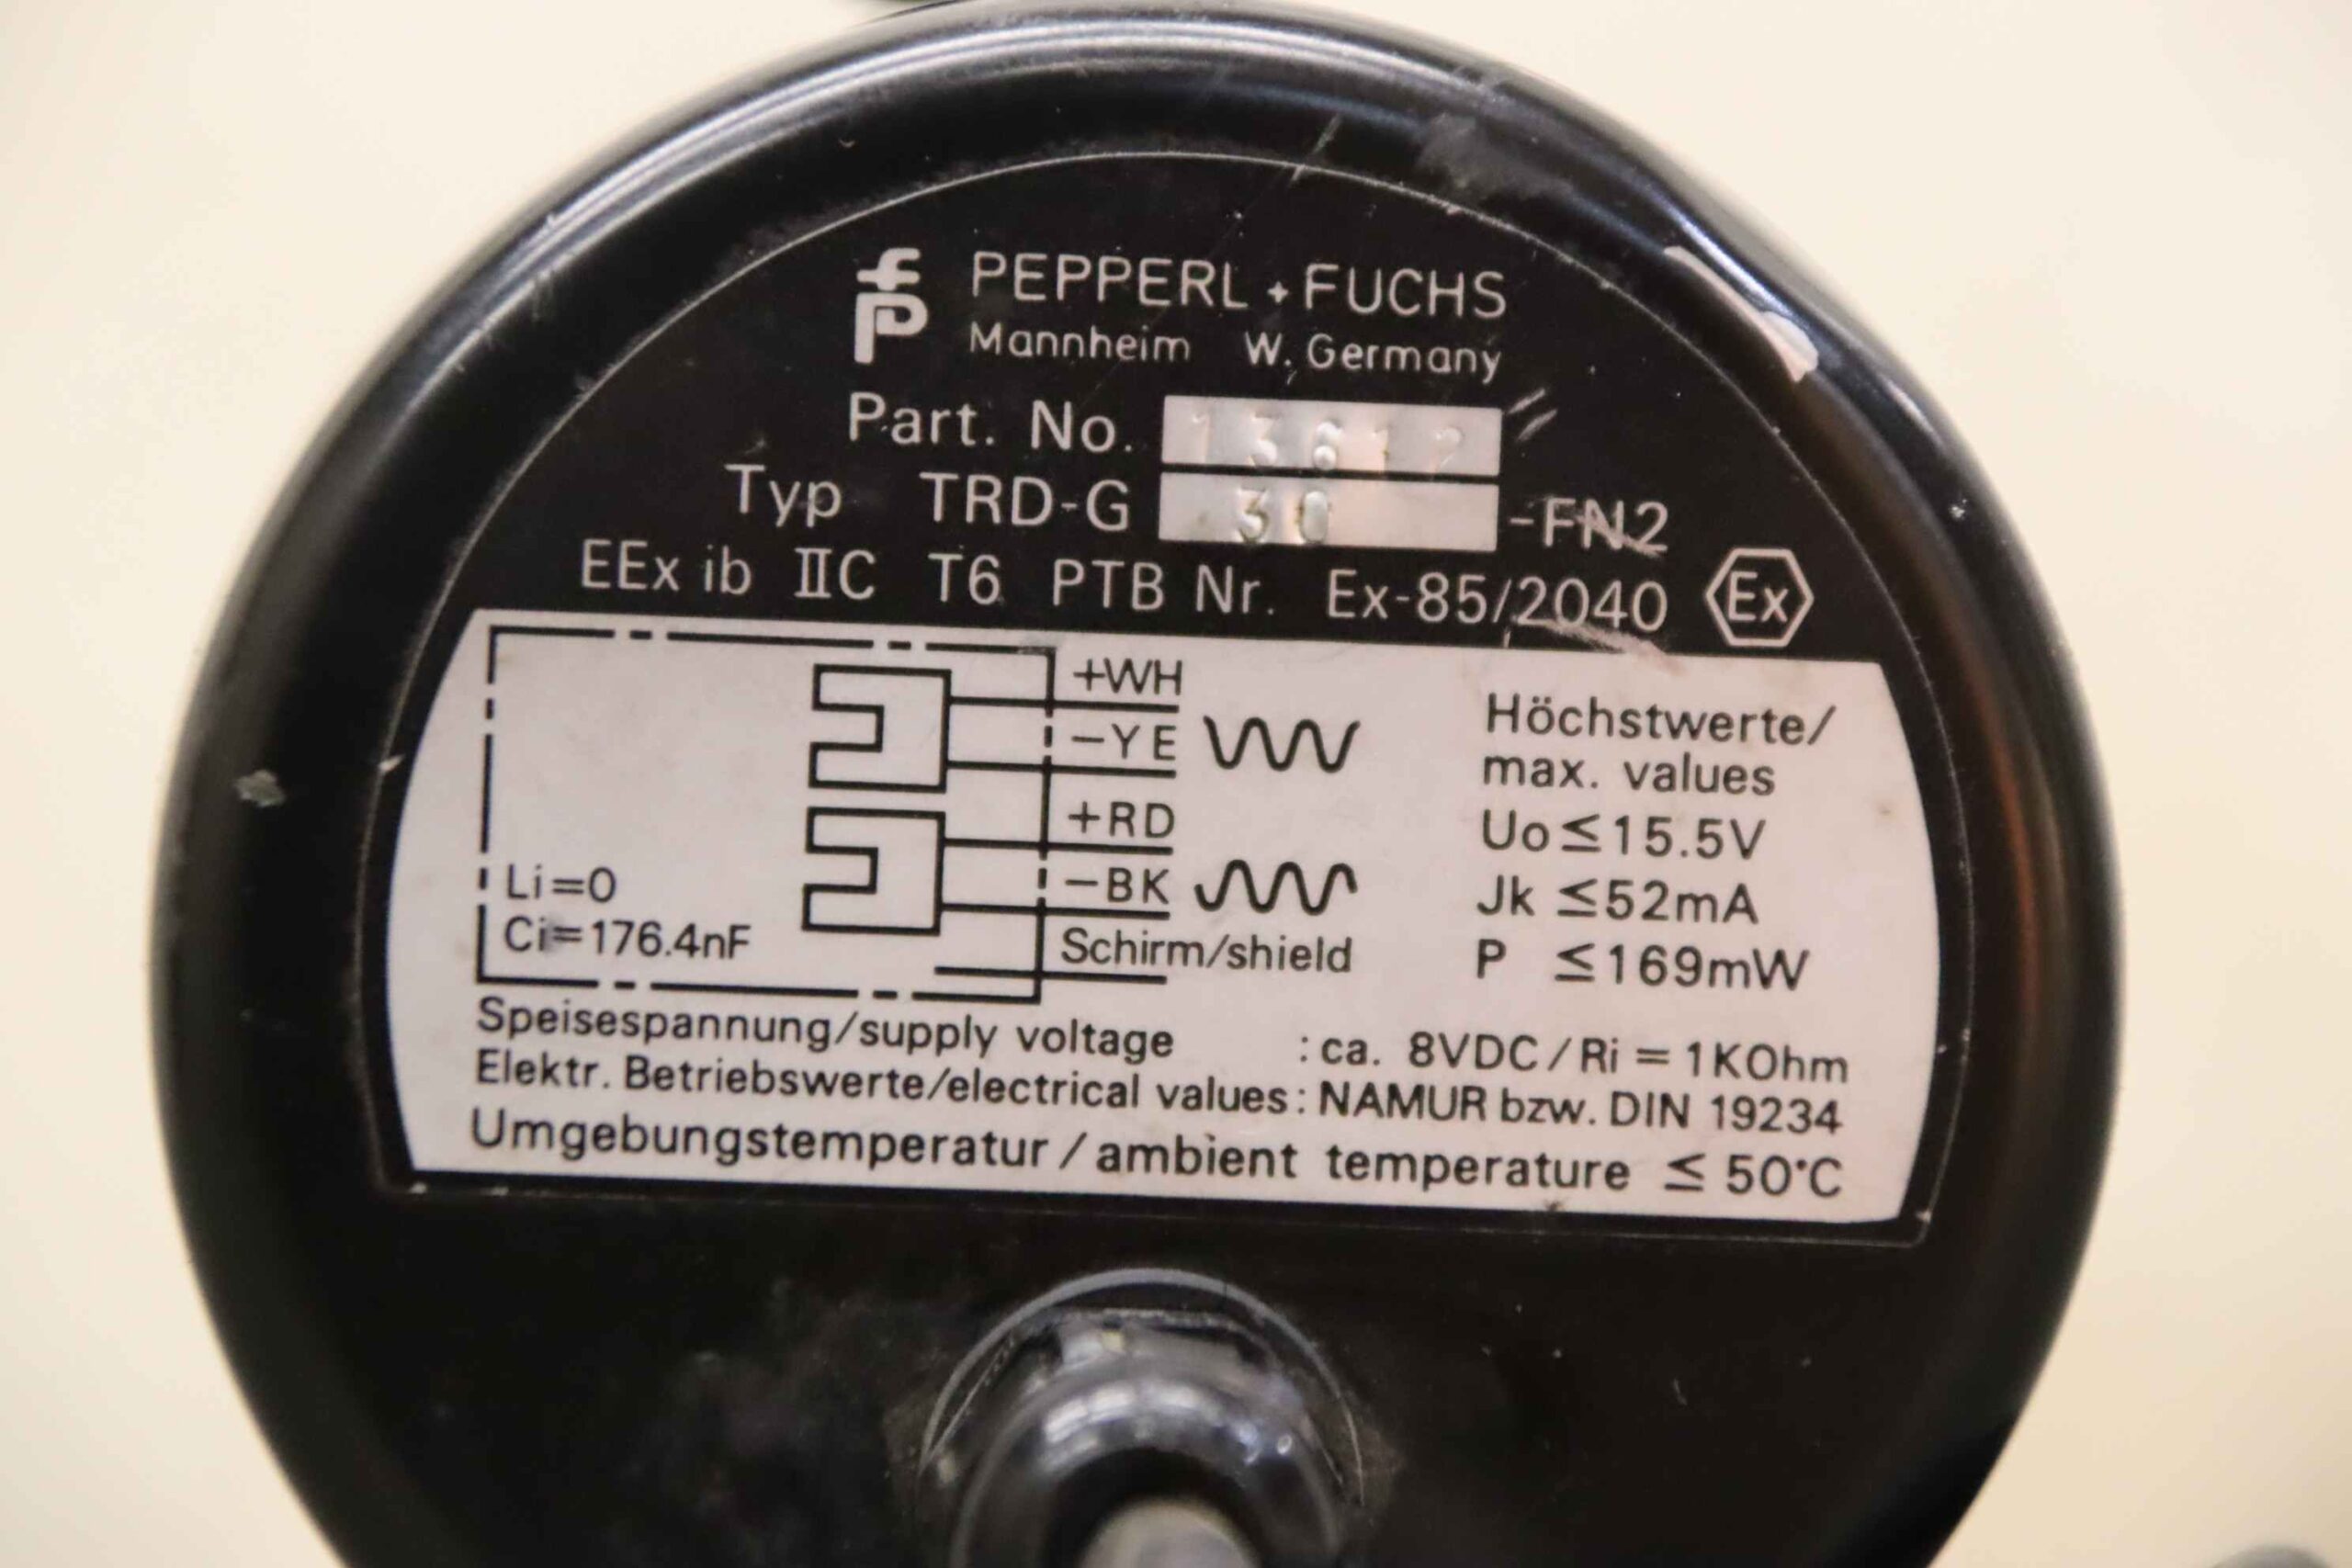 fP PEPPERL + FUCHS
Mannheim W. Germany
Part. No. 13612
Typ TRD-G 30 -FN2
EEx ib IIC T6 PTB Nr. Ex-85/2040 Ex
+WH
-YE
+RD
-BK
Schirm/shield
Li=0
Ci=176.4nF
Höchstwerte/
max. values
Uo≤15.5V
Jk ≤52mA
P ≤169mW
Speisespannung/supply voltage : ca. 8VDC/Ri = 1KOhm
Elektr. Betriebswerte/electrical values: NAMUR bzw. DIN 19234
Umgebungstemperatur / ambient temperature ≤ 50°C